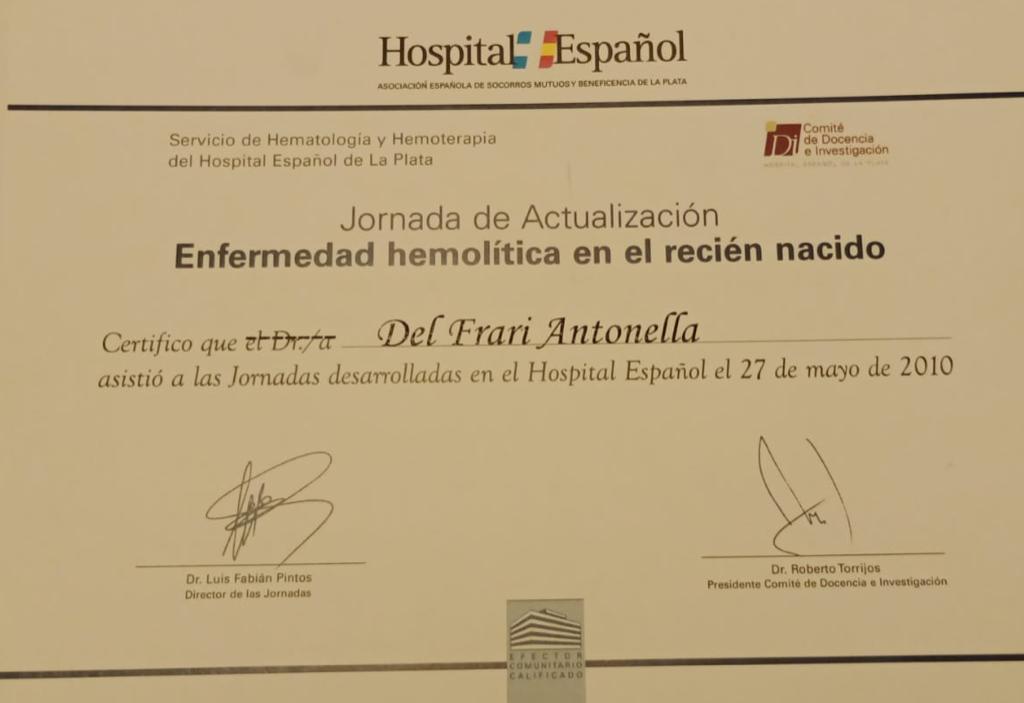 Hospital Español
ASOCIACIÓN ESPAÑOLA DE SOCORROS MUTUOS Y BENEFICENCIA DE LA PLATA
Servicio de Hematología y Hemoterapia
del Hospital Español de La Plata
Di
Comité
de Docencia
e Investigación
HOSPITAL ESPAÑOL DE LA PLATA
Jornada de Actualización
Enfermedad hemolítica en el recién nacido
Certifico que el Dr./a Del Frari Antonella
asistió a las Jornadas desarrolladas en el Hospital Español el 27 de mayo de 2010
Dr. Luis Fabián Pintos
Director de las Jornadas
Dr. Roberto Torrijos
Presidente Comité de Docencia e Investigación
EFECTOR
COMUNITARIO
CALIFICADO